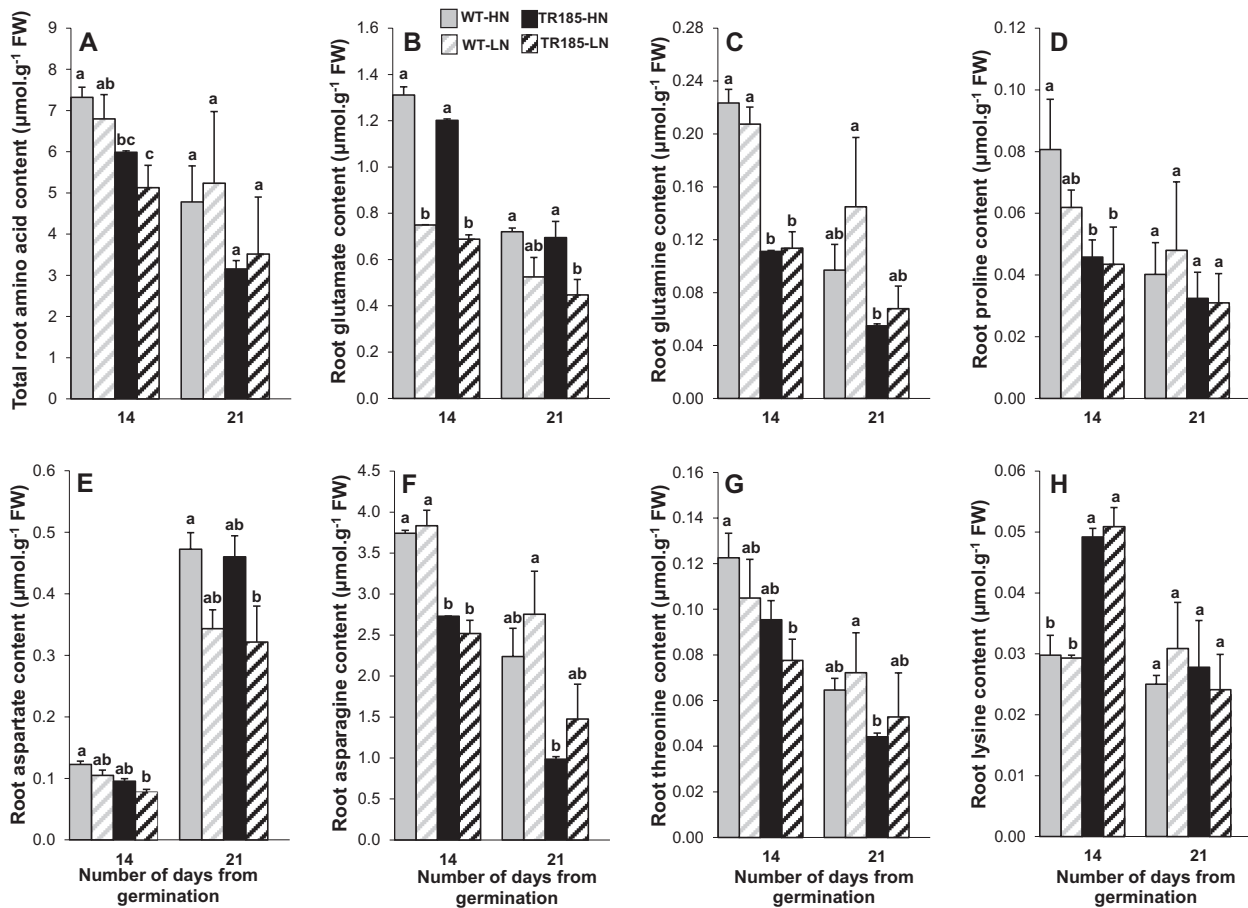 WT-HN TR185-HN
WT-LN TR185-LN
A
Total root amino acid content (µmol.g⁻¹ FW)
9
8
7
6
5
4
3
2
1
0
a ab bc c a a a a
14 21
B
Root glutamate content (µmol.g⁻¹ FW)
1.6
1.4
1.2
1.0
0.8
0.6
0.4
0.2
0.0
a b a b a ab a b
14 21
C
Root glutamine content (µmol.g⁻¹ FW)
0.28
0.24
0.20
0.16
0.12
0.08
0.04
0.00
a a b b ab a b ab
14 21
D
Root proline content (µmol.g⁻¹ FW)
0.12
0.10
0.08
0.06
0.04
0.02
0.00
a ab b b a a a a
14 21
E
Root aspartate content (µmol.g⁻¹ FW)
0.6
0.5
0.4
0.3
0.2
0.1
0.0
a ab ab b a ab ab b
14 21
Number of days from
germination
F
Root asparagine content (µmol.g⁻¹ FW)
4.5
4.0
3.5
3.0
2.5
2.0
1.5
1.0
0.5
0.0
a a b b ab a b ab
14 21
Number of days from
germination
G
Root threonine content (µmol.g⁻¹ FW)
0.16
0.14
0.12
0.10
0.08
0.06
0.04
0.02
0.00
a ab ab b ab a b ab
14 21
Number of days from
germination
H
Root lysine content (µmol.g⁻¹ FW)
0.06
0.05
0.04
0.03
0.02
0.01
0.00
b b a a a a a a
14 21
Number of days from
germination